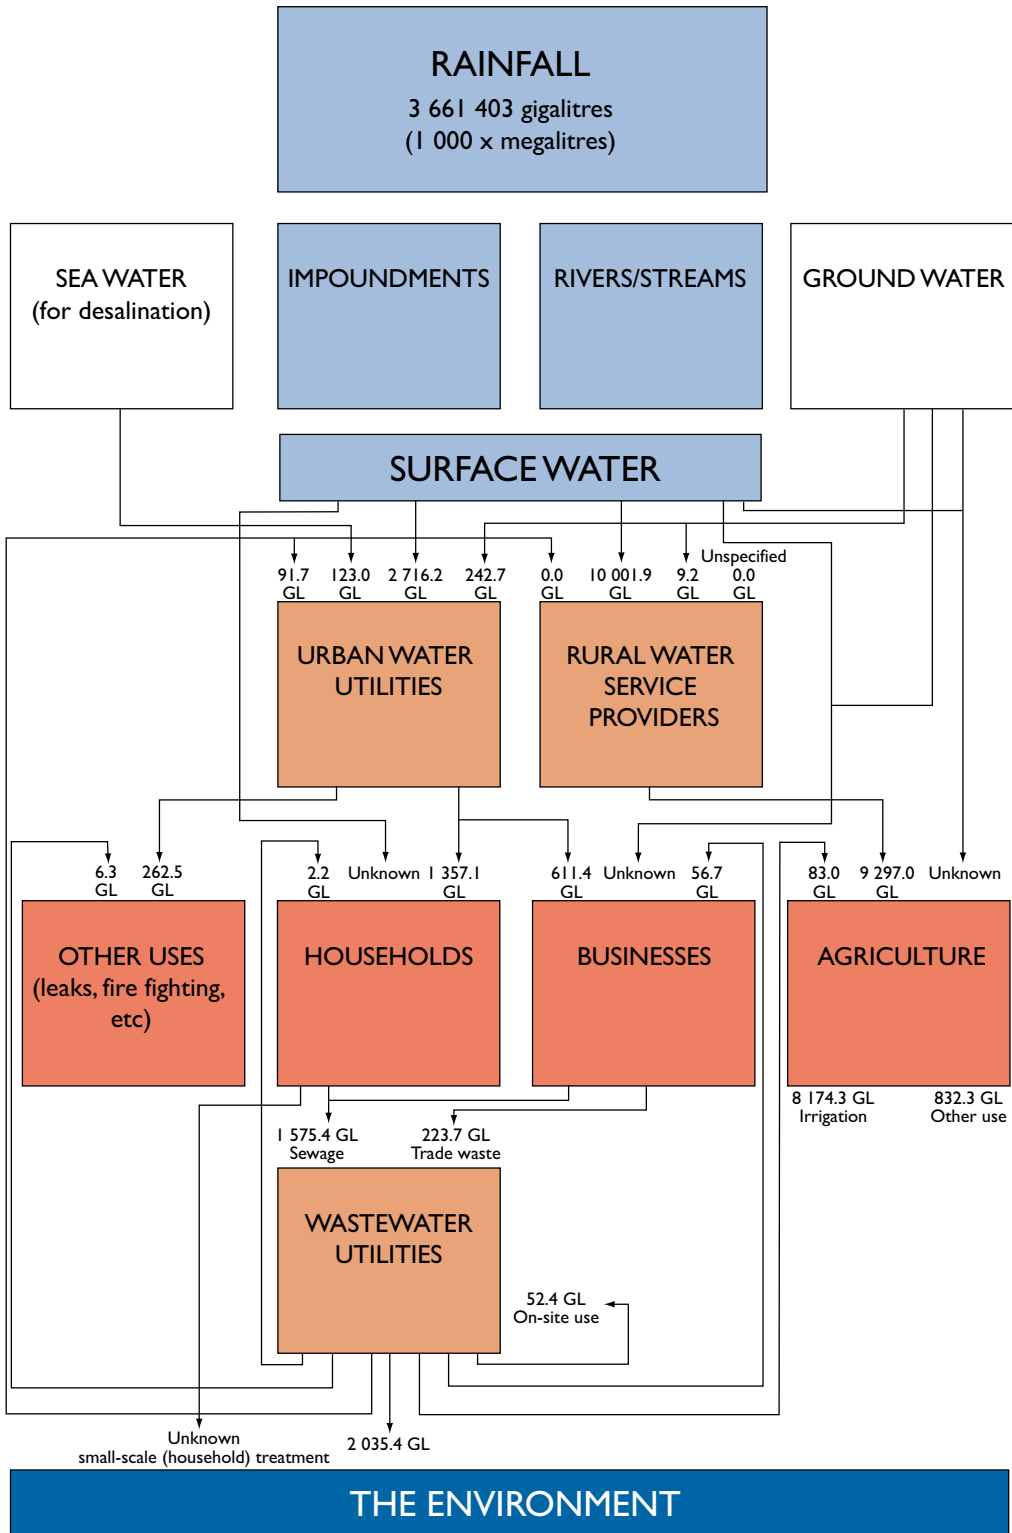 RAINFALL
3 661 403 gigalitres
(1 000 x megalitres)
SEA WATER
(for desalination)
IMPOUNDMENTS
RIVERS/STREAMS
GROUND WATER
SURFACE WATER
Unspecified
91.7
GL
123.0
GL
2 716.2
GL
242.7
GL
0.0
GL
10 001.9
GL
9.2
GL
0.0
GL
URBAN WATER
UTILITIES
RURAL WATER
SERVICE
PROVIDERS
6.3
GL
262.5
GL
2.2
GL
Unknown
1 357.1
GL
611.4
GL
Unknown
56.7
GL
83.0
GL
9 297.0
GL
Unknown
OTHER USES
(leaks, fire fighting,
etc)
HOUSEHOLDS
BUSINESSES
AGRICULTURE
8 174.3 GL
Irrigation
832.3 GL
Other use
1 575.4 GL
Sewage
223.7 GL
Trade waste
WASTEWATER
UTILITIES
52.4 GL
On-site use
Unknown
small-scale (household) treatment
2 035.4 GL
THE ENVIRONMENT